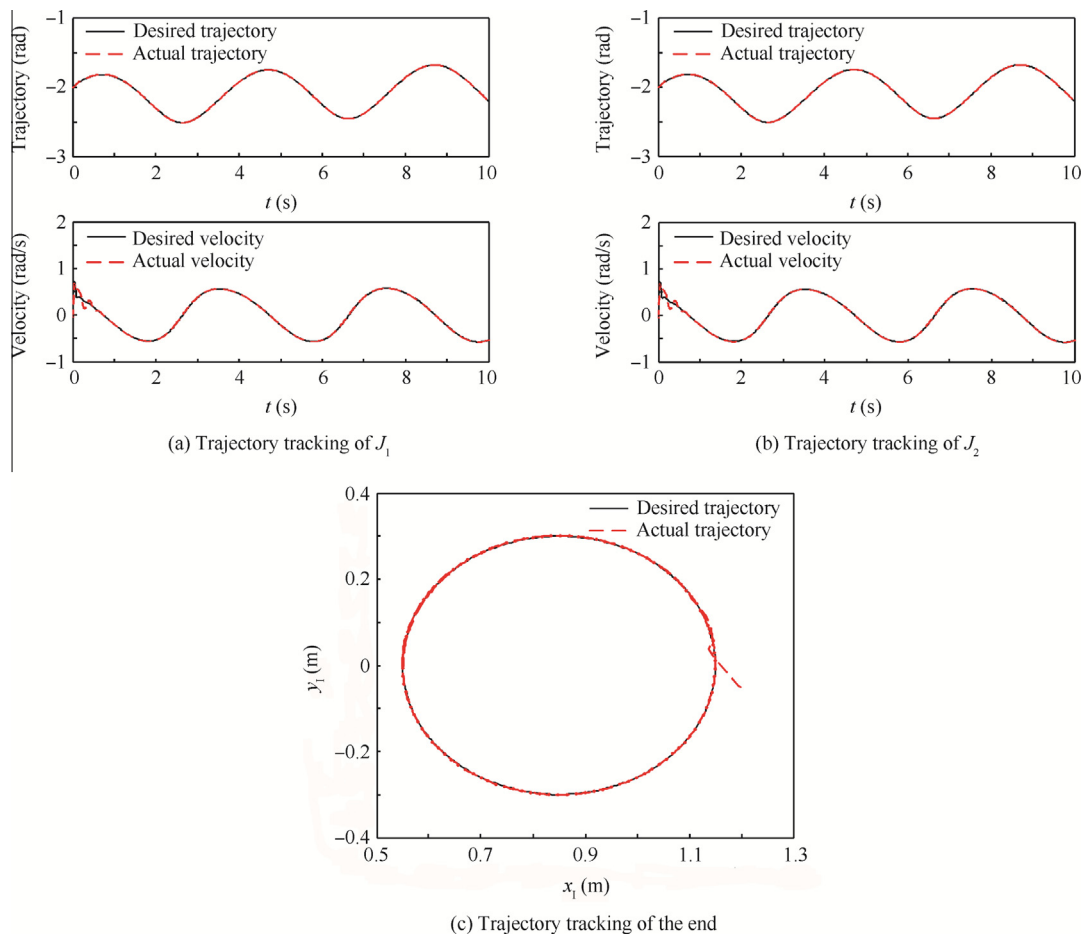 −1
Desired trajectory
Actual trajectory
Trajectory (rad)
−2
−3
0 2 4 6 8 10
t (s)
2
Desired velocity
Actual velocity
Velocity (rad/s)
1
0
−1
0 2 4 6 8 10
t (s)
(a) Trajectory tracking of J1
−1
Desired trajectory
Actual trajectory
Trajectory (rad)
−2
−3
0 2 4 6 8 10
t (s)
2
Desired velocity
Actual velocity
Velocity (rad/s)
1
0
−1
0 2 4 6 8 10
t (s)
(b) Trajectory tracking of J2
0.4
Desired trajectory
Actual trajectory
0.2
yI (m)
0
−0.2
−0.4
0.5 0.7 0.9 1.1 1.3
xI (m)
(c) Trajectory tracking of the end